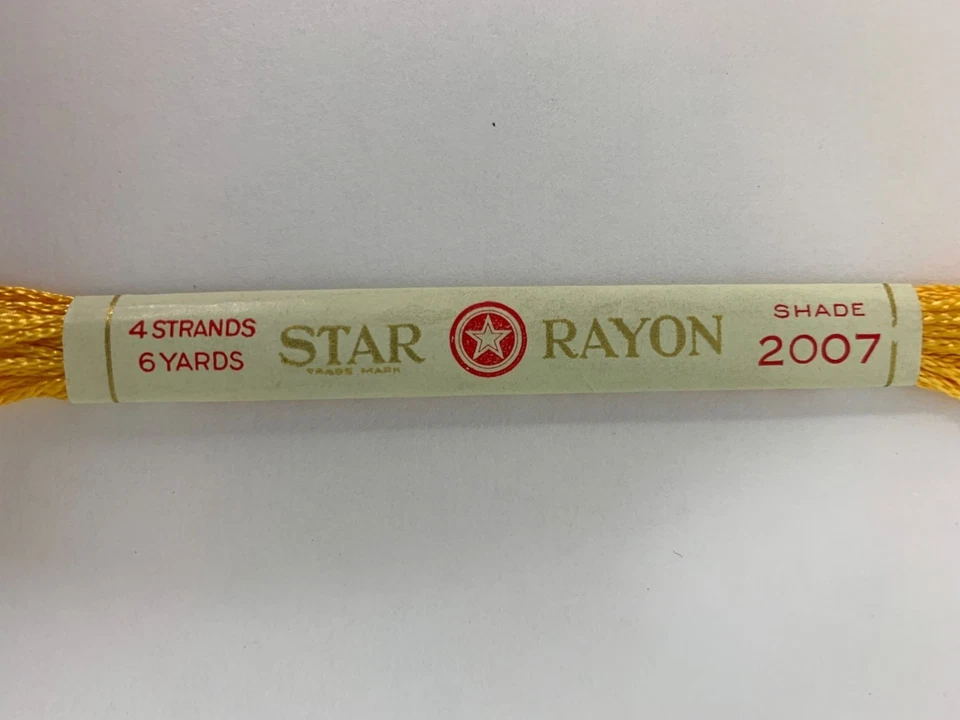 4 STRANDS
6 YARDS
STAR
TRADE MARK
RAYON
SHADE
2007